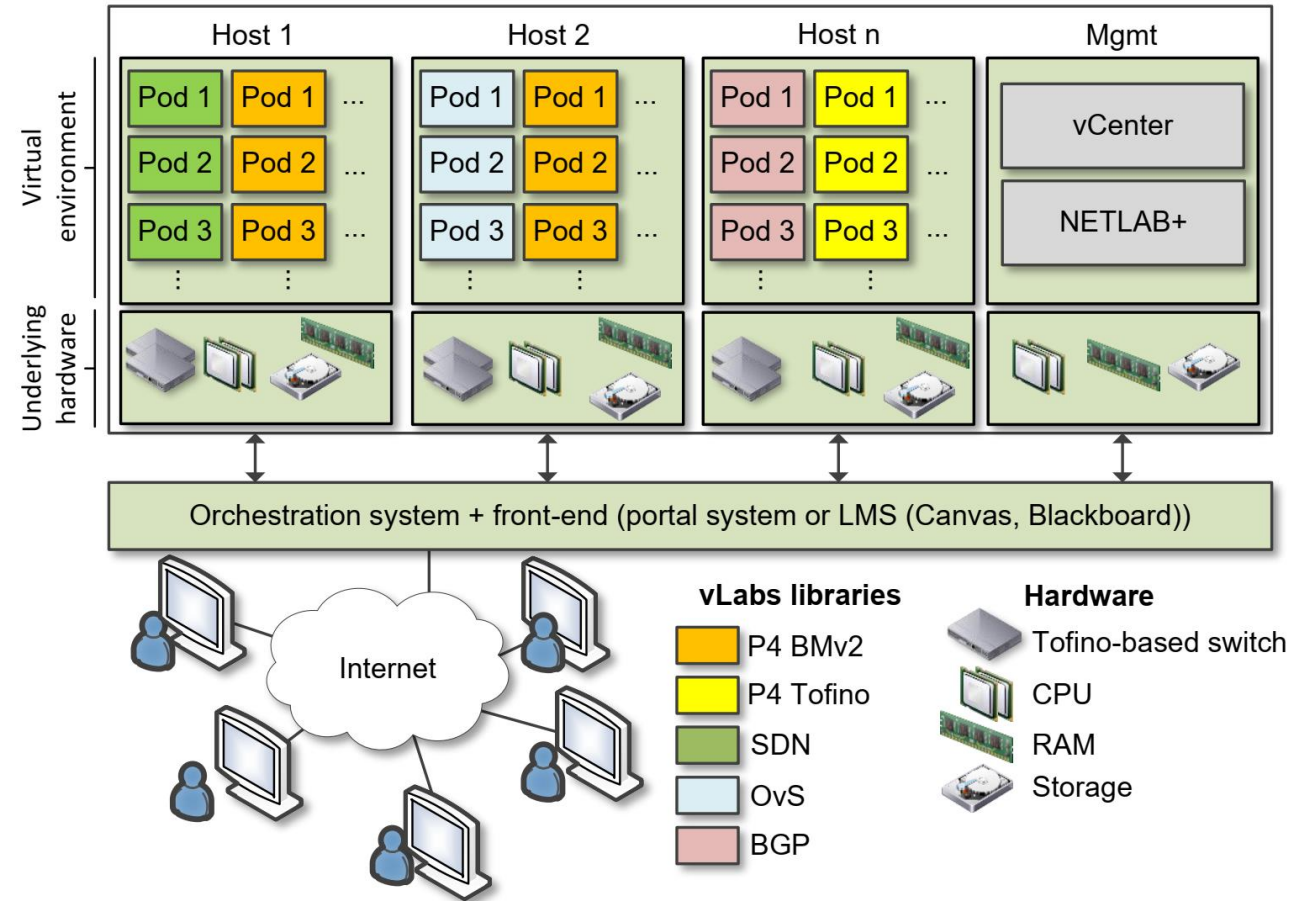 Host 1 Host 2 Host n Mgmt
Virtual
environment
Pod 1 Pod 1 ... Pod 1 Pod 1 ... Pod 1 Pod 1 ...
vCenter
Pod 2 Pod 2 ... Pod 2 Pod 2 ... Pod 2 Pod 2 ...
NETLAB+
Pod 3 Pod 3 ... Pod 3 Pod 3 ... Pod 3 Pod 3 ...
⋮ ⋮ ⋮ ⋮ ⋮ ⋮
Underlying
hardware
Orchestration system + front-end (portal system or LMS (Canvas, Blackboard))
Internet
vLabs libraries
P4 BMv2
P4 Tofino
SDN
OvS
BGP
Hardware
Tofino-based switch
CPU
RAM
Storage